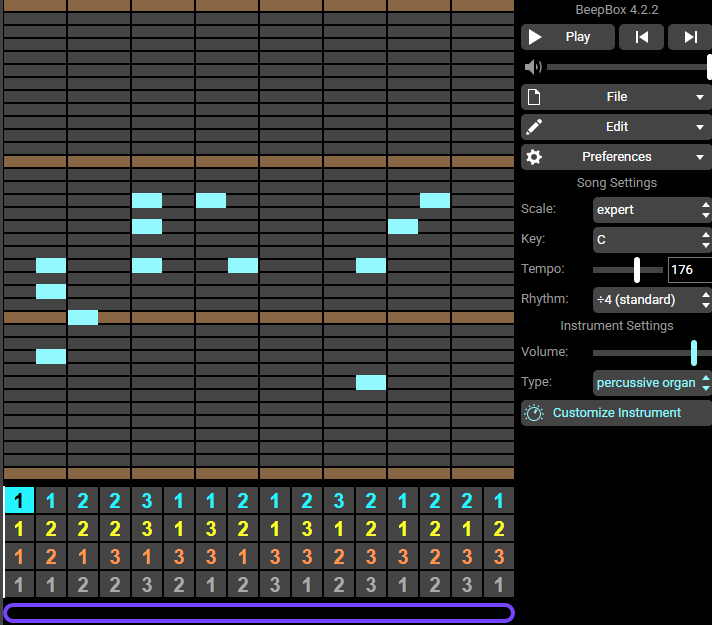 BeepBox 4.2.2
Play
File
Edit
Preferences
Song Settings
Scale: expert
Key: C
Tempo: 176
Rhythm: ÷4 (standard)
Instrument Settings
Volume:
Type: percussive organ
Customize Instrument
1 1 2 2 3 1 1 2 1 2 3 2 1 2 2 1
1 2 2 2 3 1 3 2 1 3 1 2 1 2 1 2
1 2 1 3 1 3 3 1 3 3 2 3 3 2 3 3
1 1 2 2 3 2 1 2 3 1 2 3 1 2 3 1